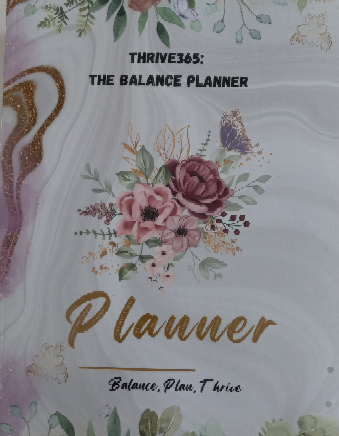 THRIVE365:
THE BALANCE PLANNER
Planner
Balance, Plan, Thrive